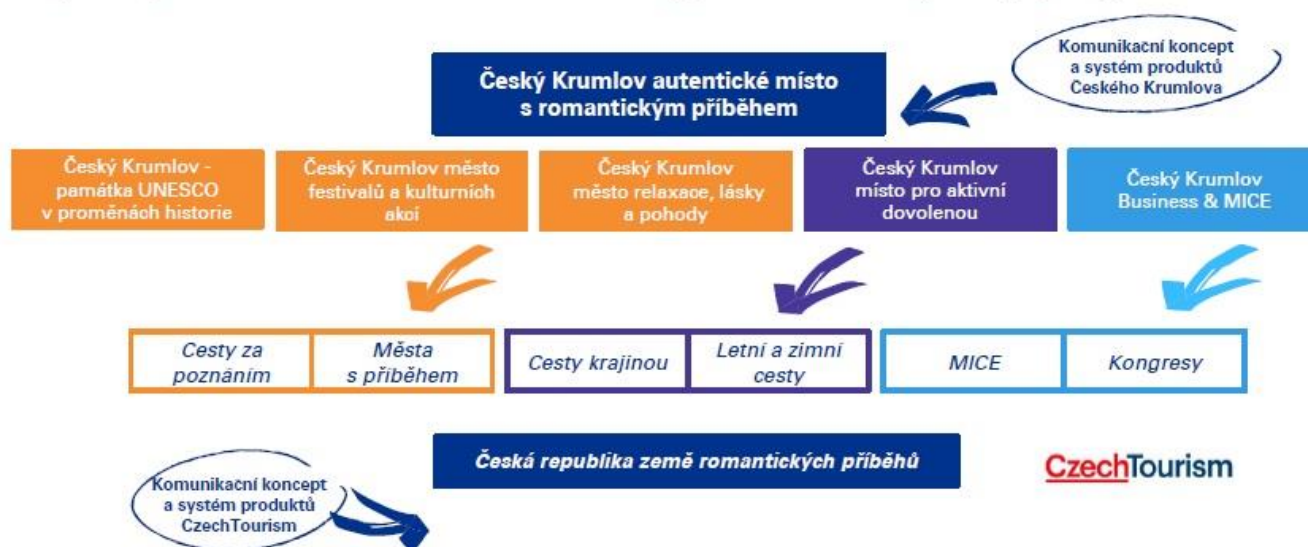 Komunikační koncept
a systém produktů
Českého Krumlova
Český Krumlov autentické místo
s romantickým příběhem
Český Krumlov -
památka UNESCO
v proměnách historie
Český Krumlov město
festivalů a kulturních
akcí
Český Krumlov
město relaxace, lásky
a pohody
Český Krumlov
místo pro aktivní
dovolenou
Český Krumlov
Business & MICE
Cesty za
poznáním
Města
s příběhem
Cesty krajinou
Letní a zimní
cesty
MICE
Kongresy
Česká republika země romantických příběhů
CzechTourism
Komunikační koncept
a systém produktů
CzechTourism